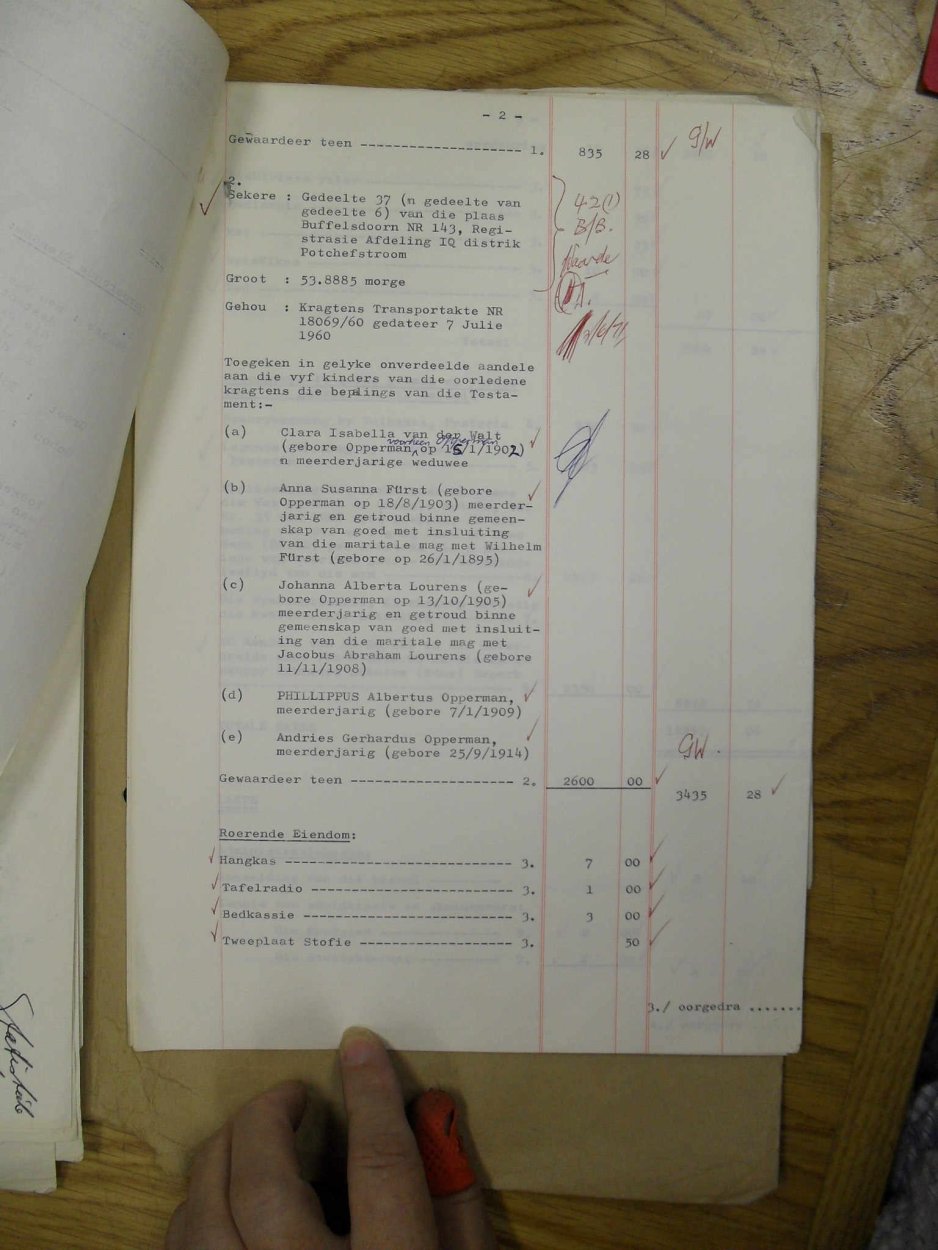 - 2 -
Gewaardeer teen -------------------- 1. 835 28 G/W
2.
Sekere : Gedeelte 37 (n gedeelte van
gedeelte 6) van die plaas
Buffelsdoorn NR 143, Regi-
strasie Afdeling IQ distrik
Potchefstroom
42(1)
B/B.
Waarde
Groot : 53.8885 morge
Gehou : Kragtens Transportakte NR
18069/60 gedateer 7 Julie
1960
Toegeken in gelyke onverdeelde aandele
aan die vyf kinders van die oorledene
kragtens die bepalings van die Testa-
ment:-
(a) Clara Isabella van der Walt
voorheen Opperman
(gebore Opperman op 15/1/1902)
n meerderjarige weduwee
(b) Anna Susanna Fürst (gebore
Opperman op 18/8/1903) meerder-
jarig en getroud binne gemeen-
skap van goed met insluiting
van die maritale mag met Wilhelm
Fürst (gebore op 26/1/1895)
(c) Johanna Alberta Lourens (ge-
bore Opperman op 13/10/1905)
meerderjarig en getroud binne
gemeenskap van goed met insluit-
ing van die maritale mag met
Jacobus Abraham Lourens (gebore
11/11/1908)
(d) PHILLIPPUS Albertus Opperman,
meerderjarig (gebore 7/1/1909)
(e) Andries Gerhardus Opperman,
meerderjarig (gebore 25/9/1914)
GW.
Gewaardeer teen -------------------- 2. 2600 00
3435 28
Roerende Eiendom:
Hangkas ---------------------------- 3. 7 00
Tafelradio ------------------------- 3. 1 00
Bedkassie -------------------------- 3. 3 00
Tweeplaat Stofie ------------------- 3. 50
3./ oorgedra .......